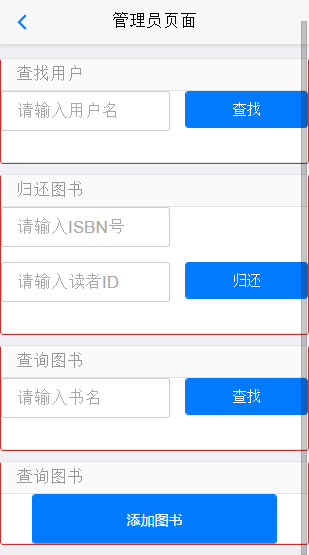 管理员页面
查找用户
请输入用户名 查找
归还图书
请输入ISBN号
请输入读者ID 归还
查询图书
请输入书名 查找
查询图书
添加图书